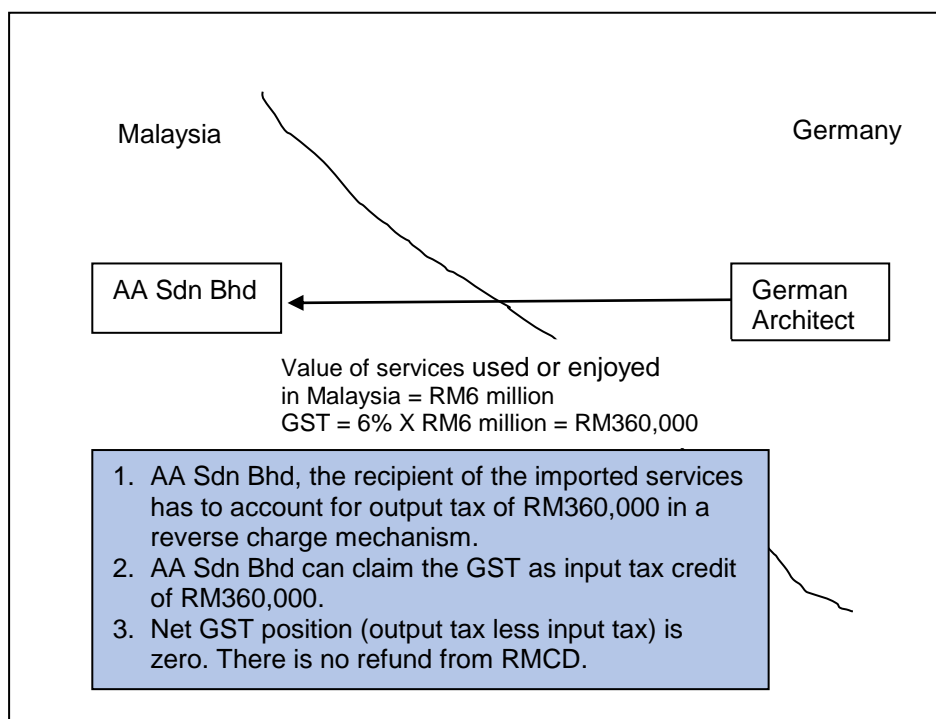 Malaysia
Germany
AA Sdn Bhd
German
Architect
Value of services used or enjoyed
in Malaysia = RM6 million
GST = 6% X RM6 million = RM360,000
1. AA Sdn Bhd, the recipient of the imported services
has to account for output tax of RM360,000 in a
reverse charge mechanism.
2. AA Sdn Bhd can claim the GST as input tax credit
of RM360,000.
3. Net GST position (output tax less input tax) is
zero. There is no refund from RMCD.